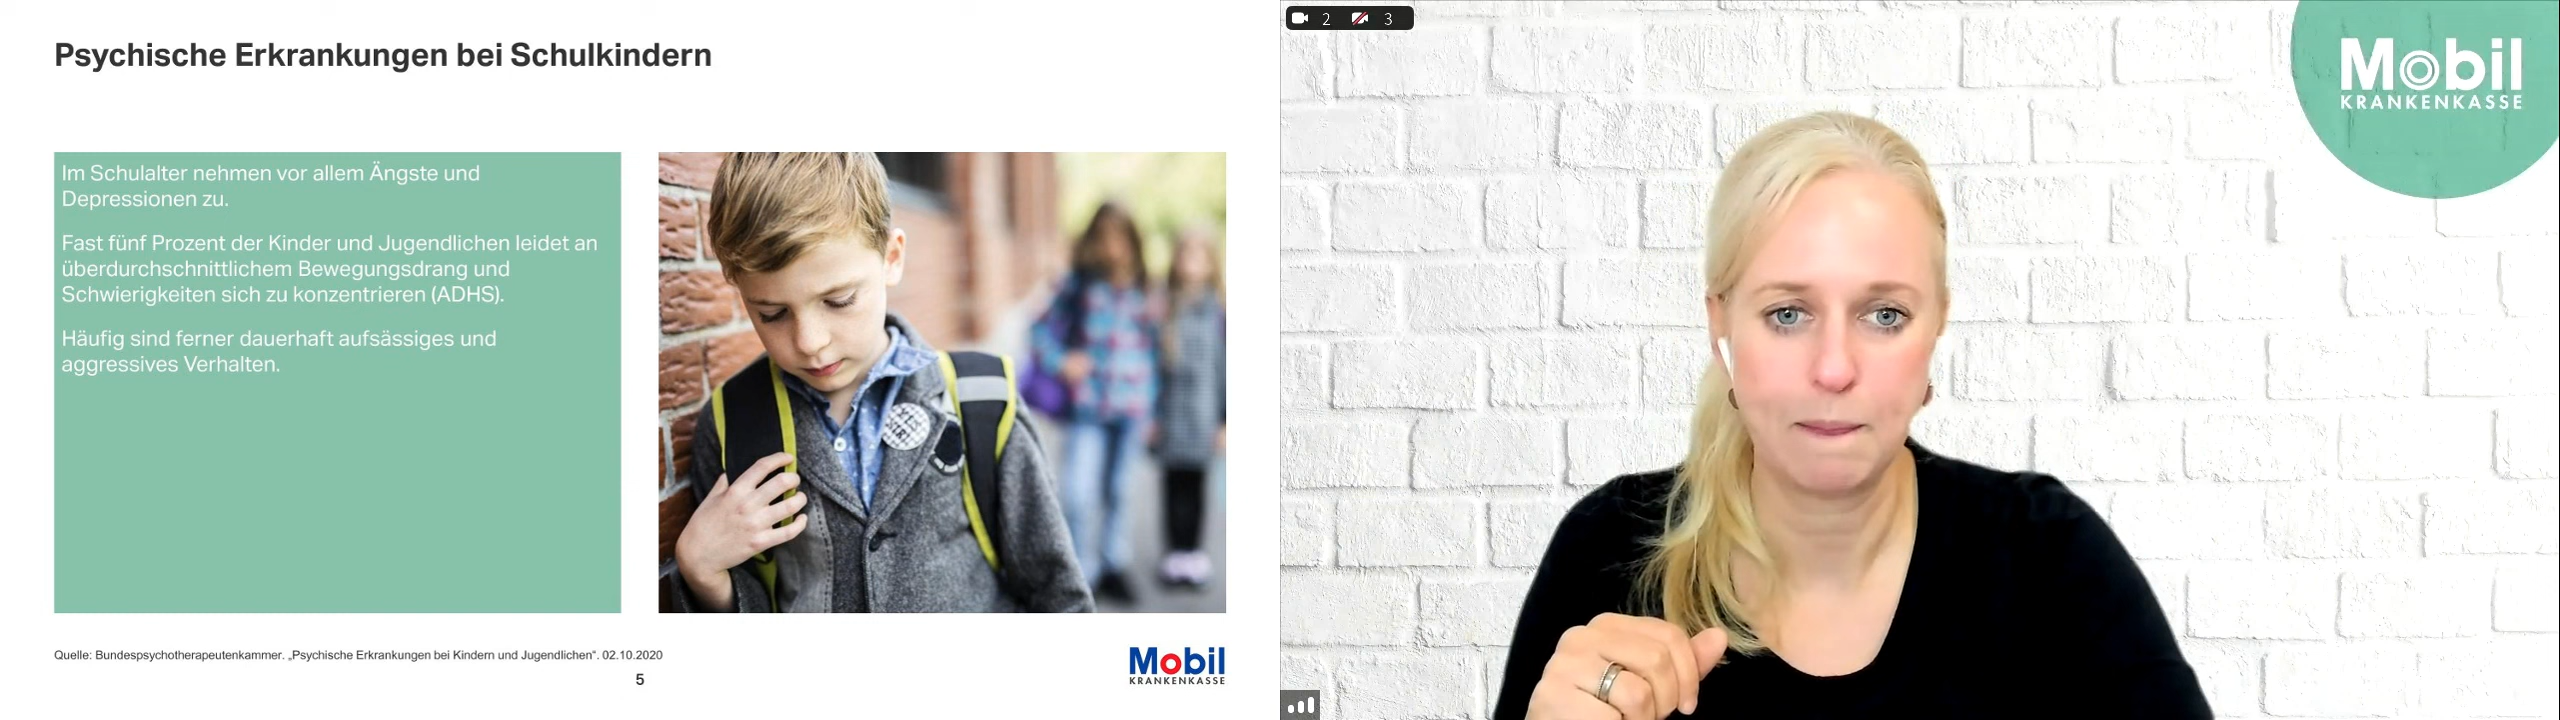 Psychische Erkrankungen bei Schulkindern
Im Schulalter nehmen vor allem Ängste und
Depressionen zu.
Fast fünf Prozent der Kinder und Jugendlichen leidet an
überdurchschnittlichem Bewegungsdrang und
Schwierigkeiten sich zu konzentrieren (ADHS).
Häufig sind ferner dauerhaft aufsässiges und
aggressives Verhalten.
YES
SIR!
Quelle: Bundespsychotherapeutenkammer. „Psychische Erkrankungen bei Kindern und Jugendlichen“. 02.10.2020
5
Mobil
KRANKENKASSE
2 3
Mobil
KRANKENKASSE